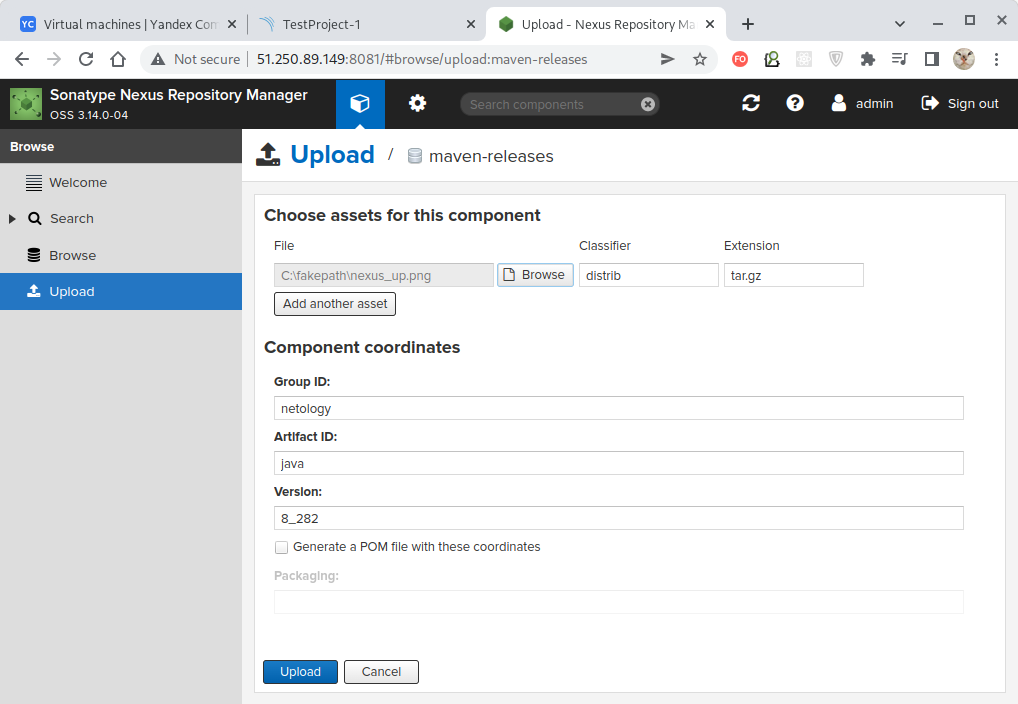 YC Virtual machines | Yandex Con
TestProject-1
Upload - Nexus Repository Ma
Not secure 51.250.89.149:8081/#browse/upload:maven-releases
FO
Sonatype Nexus Repository Manager
OSS 3.14.0-04
Search components
admin
Sign out
Browse
Welcome
Search
Browse
Upload
Upload / maven-releases
Choose assets for this component
File Classifier Extension
C:\fakepath\nexus_up.png Browse distrib tar.gz
Add another asset
Component coordinates
Group ID:
netology
Artifact ID:
java
Version:
8_282
Generate a POM file with these coordinates
Packaging:
Upload Cancel